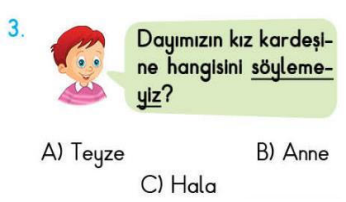 3.
Dayımızın kız kardeşi-
ne hangisini söyleme-
yiz?
A) Teyze B) Anne
C) Hala